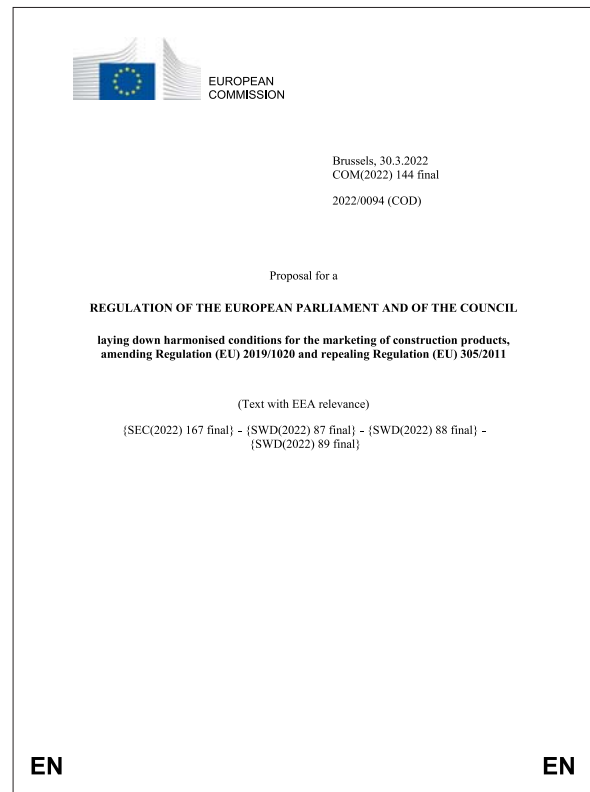 EUROPEAN
COMMISSION
Brussels, 30.3.2022
COM(2022) 144 final
2022/0094 (COD)
Proposal for a
REGULATION OF THE EUROPEAN PARLIAMENT AND OF THE COUNCIL
laying down harmonised conditions for the marketing of construction products,
amending Regulation (EU) 2019/1020 and repealing Regulation (EU) 305/2011
(Text with EEA relevance)
{SEC(2022) 167 final} - {SWD(2022) 87 final} - {SWD(2022) 88 final} -
{SWD(2022) 89 final}
EN EN